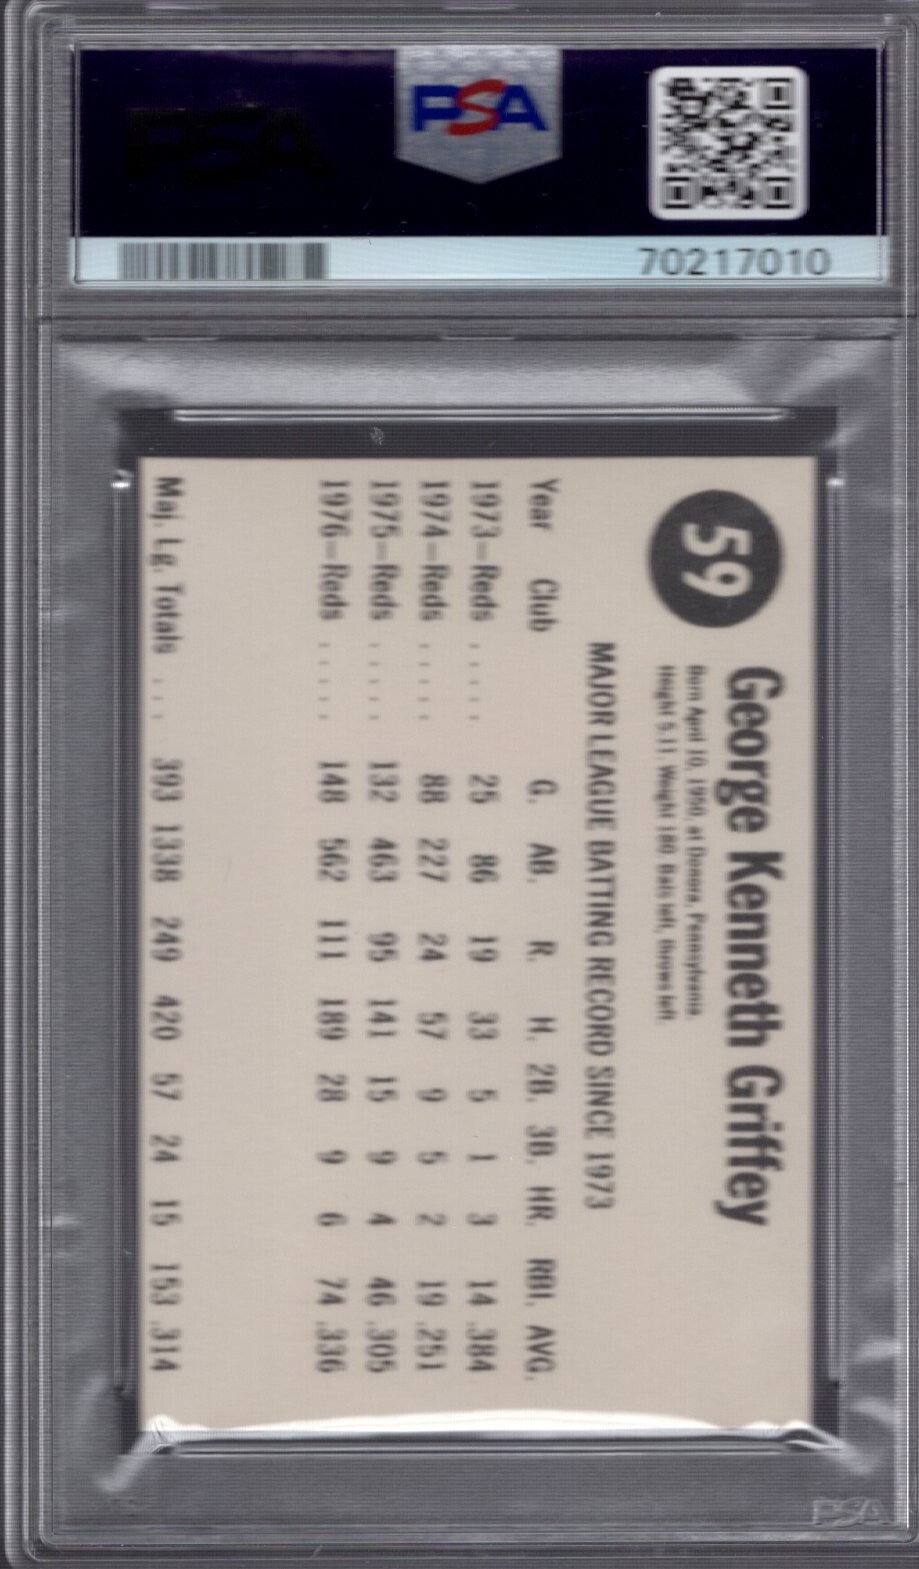 PSA
70217010
59
George Kenneth Griffey
Born April 10, 1950, at Donora, Pennsylvania
Height 5.11. Weight 180. Bats left, throws left.
MAJOR LEAGUE BATTING RECORD SINCE 1973
Year Club G. AB. R. H. 2B. 3B. HR. RBI. AVG.
1973—Reds ..... 25 86 19 33 5 1 3 14 .384
1974—Reds ..... 88 227 24 57 9 5 2 19 .251
1975—Reds ..... 132 463 95 141 15 9 4 46 .305
1976—Reds ..... 148 562 111 189 28 9 6 74 .336
Maj. Lg. Totals .. 393 1338 249 420 57 24 15 153 .314
PSA